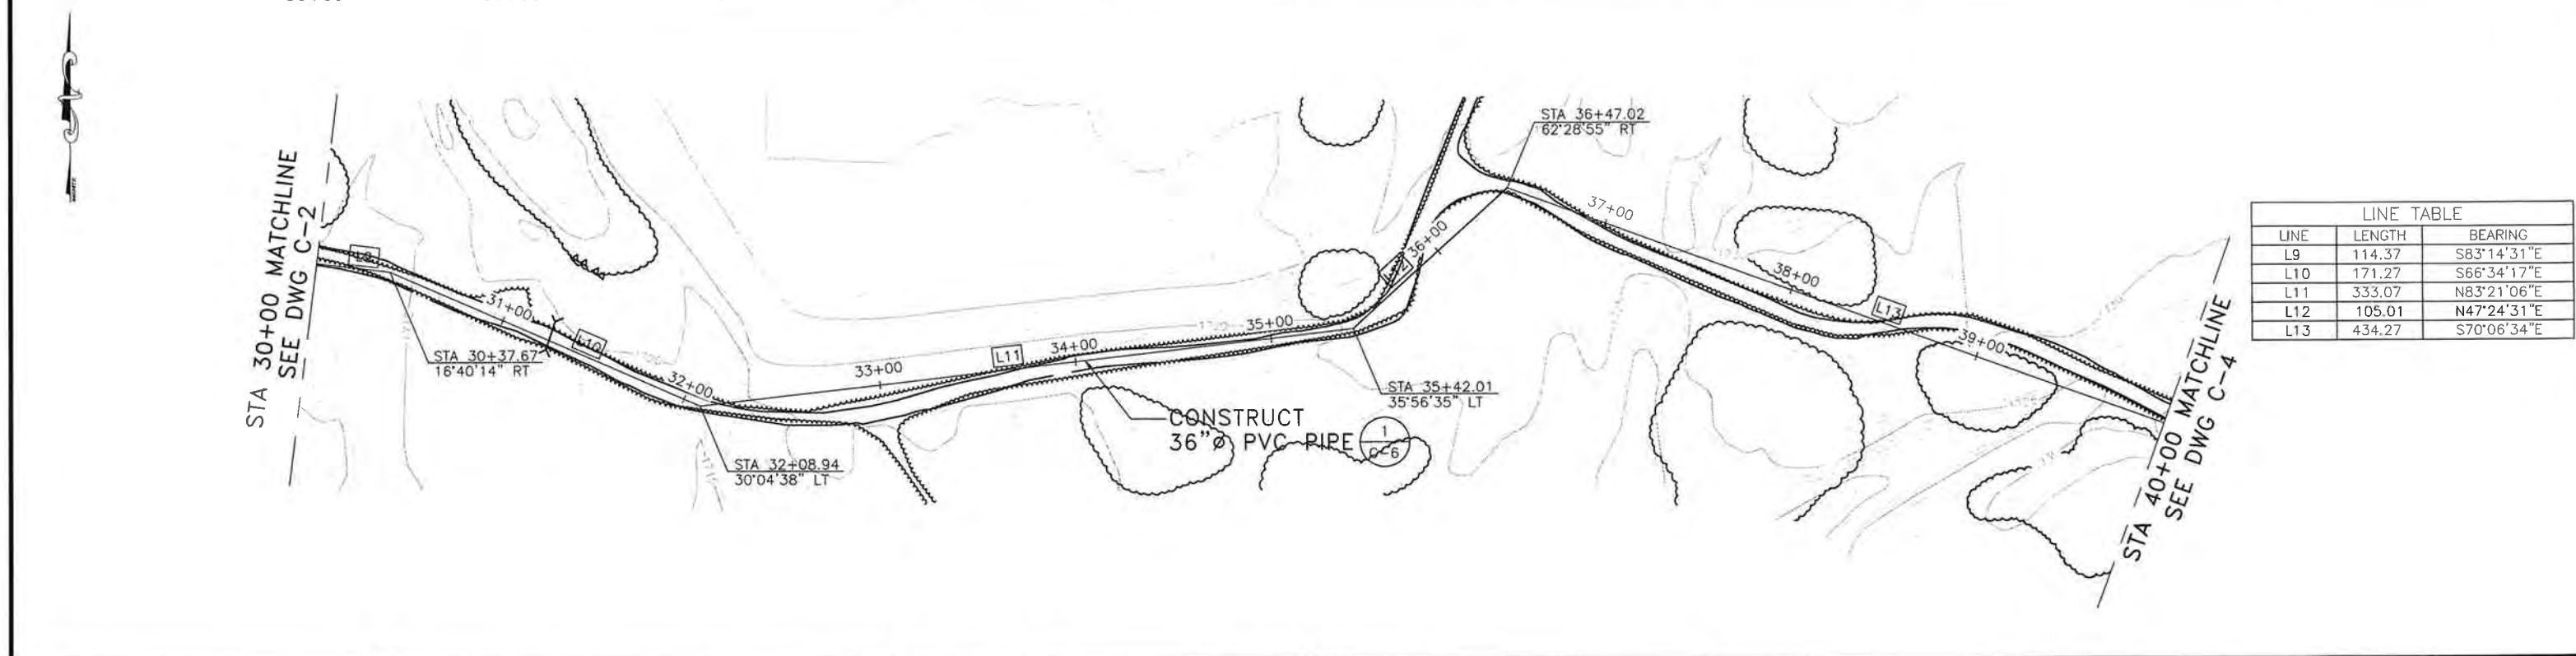 STA 30+00 MATCHLINE
SEE DWG C-2
L9
STA 30+37.67
16°40'14" RT
31+00
L10
32+00
STA 32+08.94
30°04'38" LT
33+00
L11
34+00
CONSTRUCT
36"Ø PVC PIPE
1
C-6
35+00
STA 35+42.01
35°56'35" LT
36+00
STA 36+47.02
62°28'55" RT
37+00
38+00
L13
39+00
STA 40+00 MATCHLINE
SEE DWG C-4
LINE TABLE
LINE LENGTH BEARING
L9 114.37 S83°14'31"E
L10 171.27 S66°34'17"E
L11 333.07 N83°21'06"E
L12 105.01 N47°24'31"E
L13 434.27 S70°06'34"E